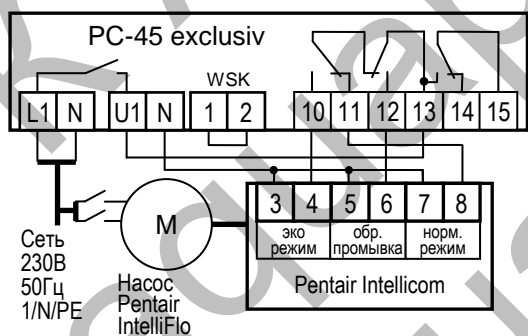 PC-45 exclusiv
WSK
L1 N U1 N 1 2 10 11 12 13 14 15
3 4 5 6 7 8
эко режим
обр. промывка
норм. режим
M
Pentair Intellicom
Сеть
230В
50Гц
1/N/PE
Насос
Pentair
IntelliFlo